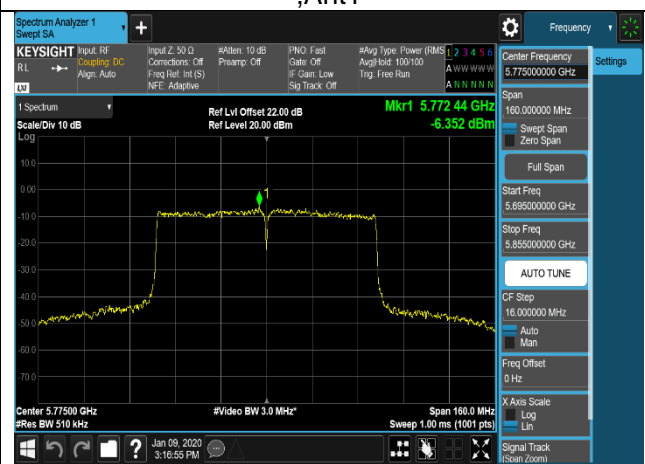 ,Ant1
Spectrum Analyzer 1
Swept SA
+
Frequency
KEYSIGHT
RL
LXI
Input: RF
Coupling: DC
Align: Auto
Input Z: 50 Ω
Corrections: Off
Freq Ref: Int (S)
NFE: Adaptive
#Atten: 10 dB
Preamp: Off
PNO: Fast
Gate: Off
IF Gain: Low
Sig Track: Off
#Avg Type: Power (RMS
Avg|Hold: 100/100
Trig: Free Run
1 2 3 4 5 6
A W W W W W
A N N N N N
1 Spectrum
Scale/Div 10 dB
Log
Ref Lvl Offset 22.00 dB
Ref Level 20.00 dBm
Mkr1 5.772 44 GHz
-6.352 dBm
10.0
0.00
-10.0
-20.0
-30.0
-40.0
-50.0
-60.0
-70.0
1
Center 5.77500 GHz
#Res BW 510 kHz
#Video BW 3.0 MHz*
Span 160.0 MHz
Sweep 1.00 ms (1001 pts)
Jan 09, 2020
3:16:55 PM
?
Center Frequency
5.775000000 GHz
Span
160.000000 MHz
Swept Span
Zero Span
Full Span
Start Freq
5.695000000 GHz
Stop Freq
5.855000000 GHz
AUTO TUNE
CF Step
16.000000 MHz
Auto
Man
Freq Offset
0 Hz
X Axis Scale
Log
Lin
Signal Track
(Span Zoom)
Settings